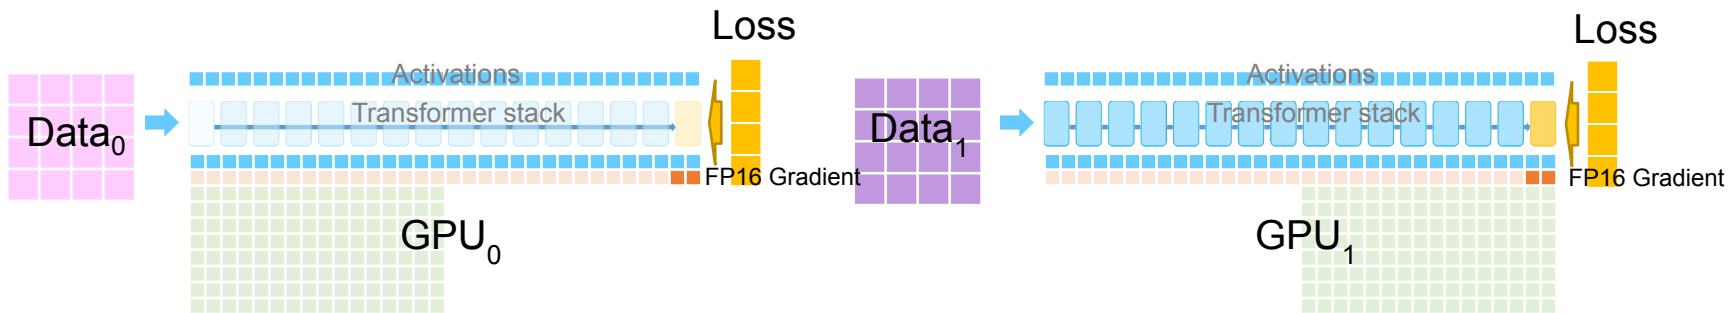 Loss
Activations
Transformer stack
Data₀
FP16 Gradient
GPU₀
Loss
Activations
Transformer stack
Data₁
FP16 Gradient
GPU₁